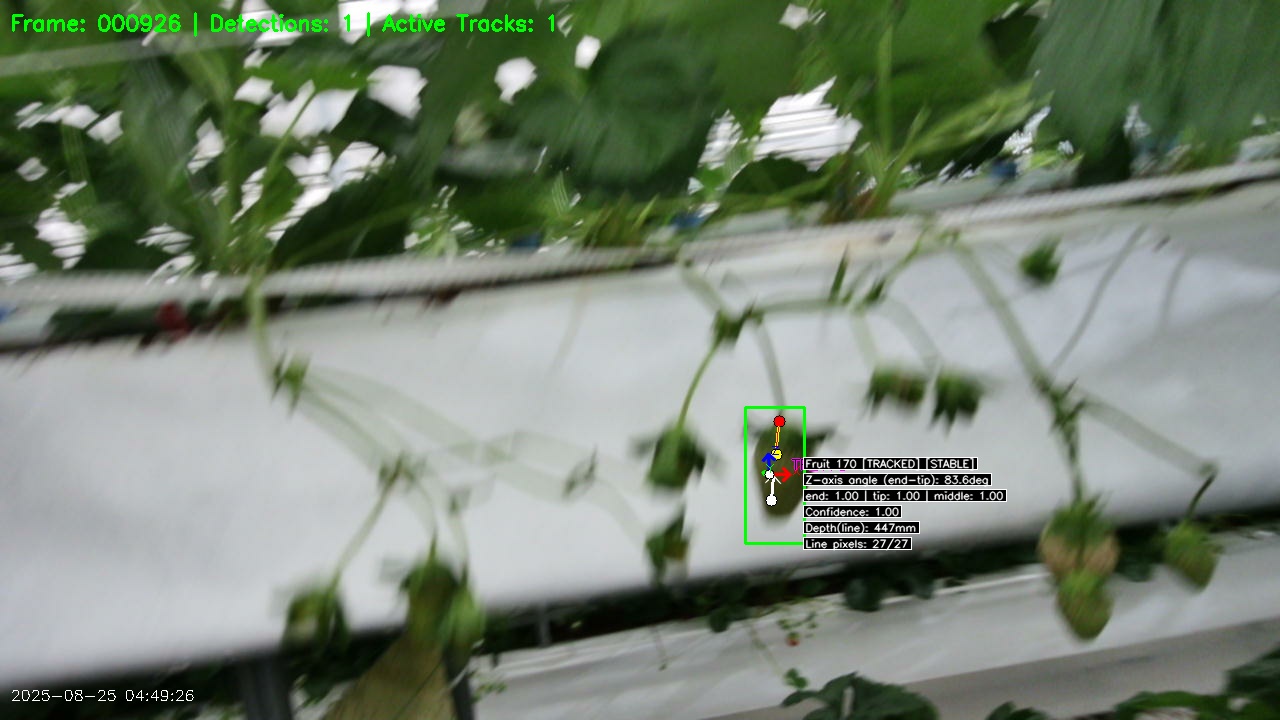 Frame: 000926 | Detections: 1 | Active Tracks: 1
Fruit 170 [TRACKED] [STABLE]
Z-axis angle (end-tip): 83.6deg
end: 1.00 | tip: 1.00 | middle: 1.00
Confidence: 1.00
Depth(line): 447mm
Line pixels: 27/27
2025-08-25 04:49:26